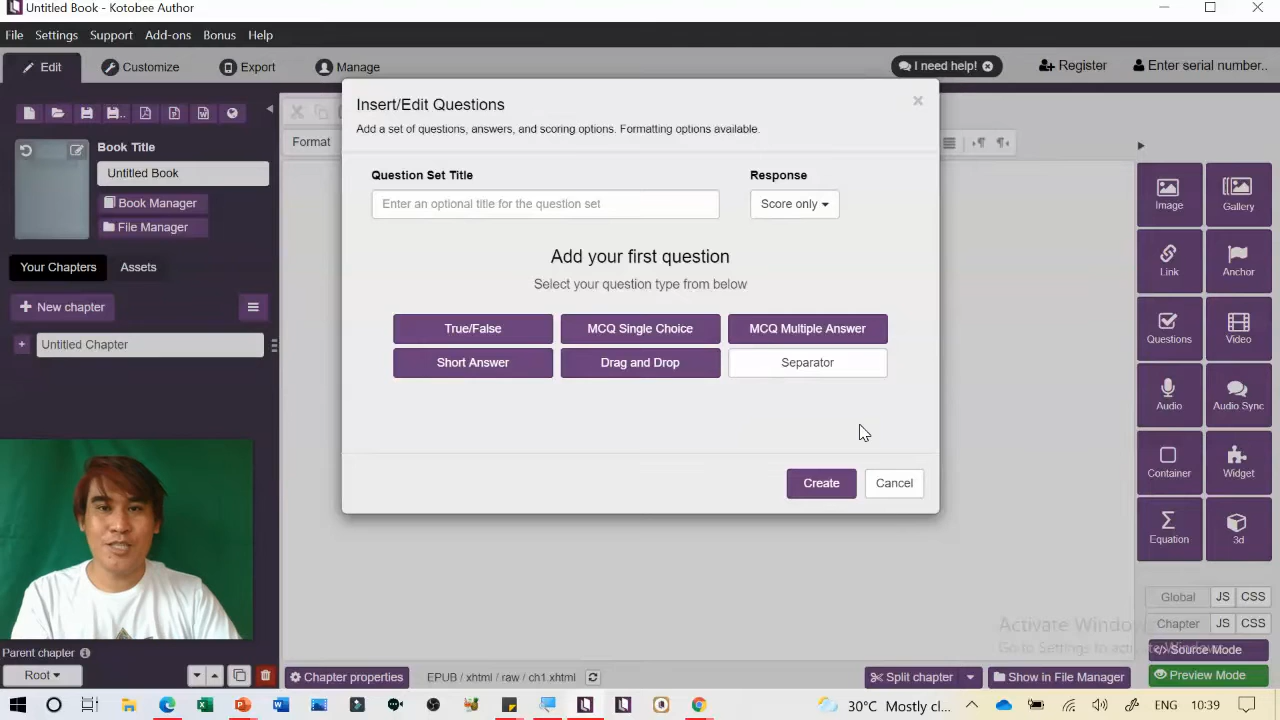 Untitled Book - Kotobee Author
File Settings Support Add-ons Bonus Help
Edit Customize Export Manage I need help! Register Enter serial number..
Insert/Edit Questions
Add a set of questions, answers, and scoring options. Formatting options available.
Book Title
Untitled Book
Book Manager
File Manager
Format
Question Set Title Response
Enter an optional title for the question set Score only
Add your first question
Select your question type from below
True/False MCQ Single Choice MCQ Multiple Answer
Short Answer Drag and Drop Separator
Create Cancel
Your Chapters Assets
New chapter
Untitled Chapter
Image Gallery
Link Anchor
Questions Video
Audio Audio Sync
Container Widget
Equation 3d
Global JS CSS
Chapter JS CSS
Source Mode
Preview Mode
Activate Windo
Go to Settings to activ
Parent chapter
Root
Chapter properties EPUB / xhtml / raw / ch1.xhtml Split chapter Show in File Manager
30°C Mostly cl... ENG 10:39